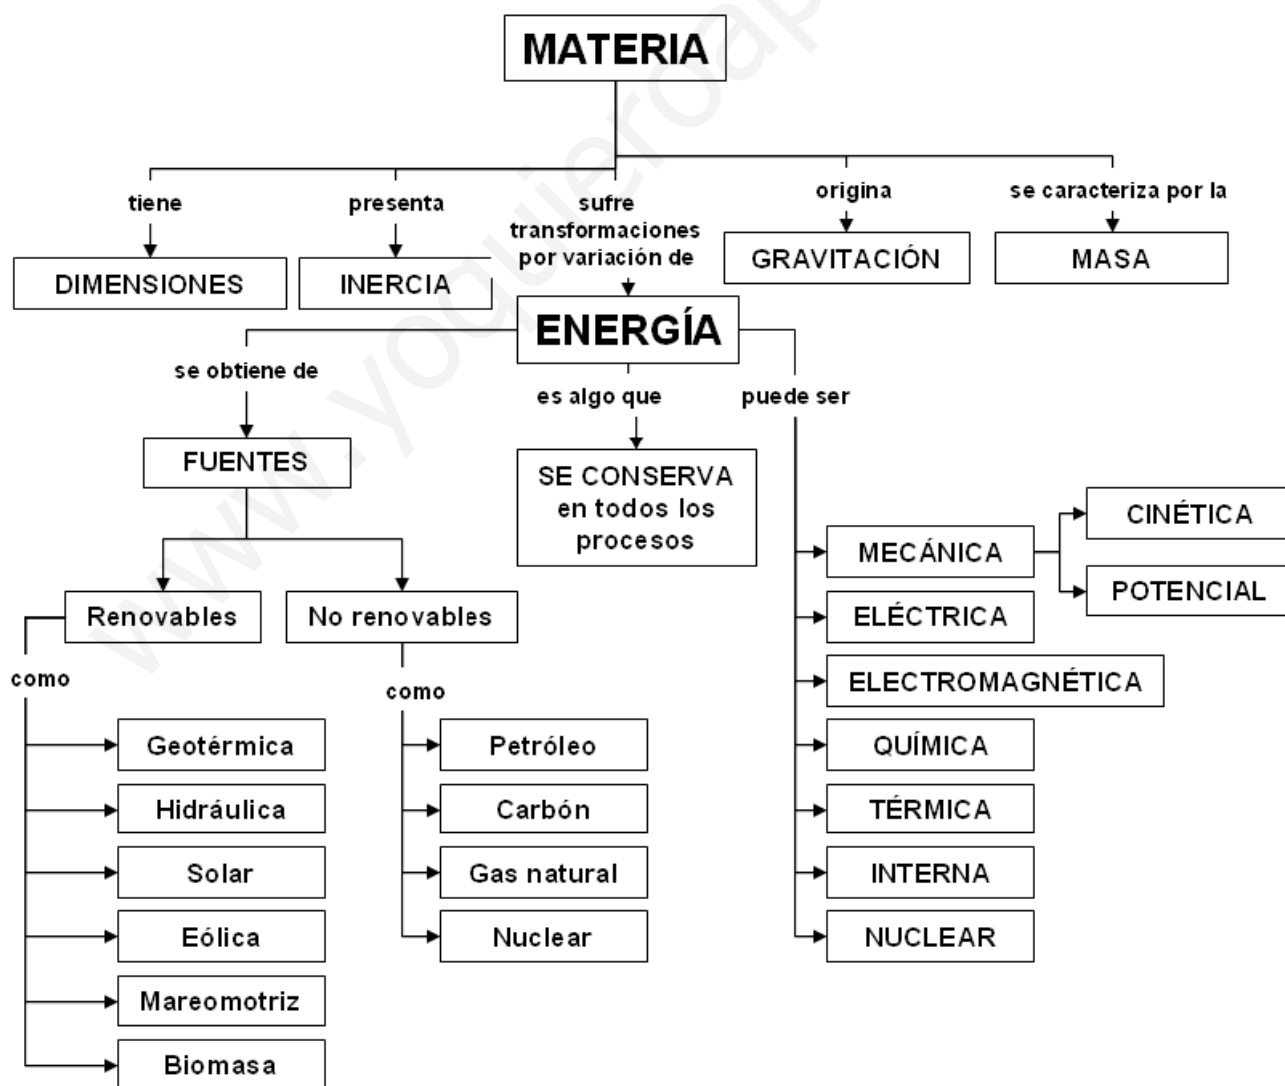 MATERIA
tiene
presenta
sufre
transformaciones
por variación de
origina
se caracteriza por la
DIMENSIONES
INERCIA
GRAVITACIÓN
MASA
ENERGÍA
se obtiene de
es algo que
puede ser
FUENTES
SE CONSERVA
en todos los
procesos
Renovables
No renovables
como
Geotérmica
Hidráulica
Solar
Eólica
Mareomotriz
Biomasa
como
Petróleo
Carbón
Gas natural
Nuclear
MECÁNICA
CINÉTICA
POTENCIAL
ELÉCTRICA
ELECTROMAGNÉTICA
QUÍMICA
TÉRMICA
INTERNA
NUCLEAR
www.yoquieroap